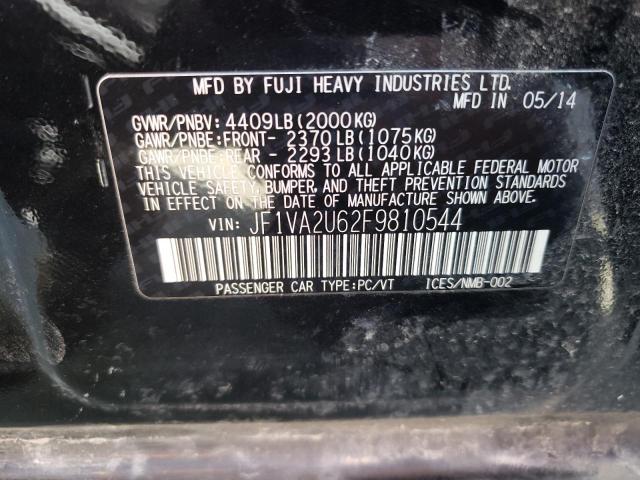 MFD BY FUJI HEAVY INDUSTRIES LTD.
MFD IN 05/14
GVWR/PNBV: 4409LB(2000KG)
GAWR/PNBE:FRONT- 2370LB(1075KG)
GAWR/PNBE:REAR - 2293LB(1040KG)
THIS VEHICLE CONFORMS TO ALL APPLICABLE FEDERAL MOTOR
VEHICLE SAFETY, BUMPER, AND THEFT PREVENTION STANDARDS
IN EFFECT ON THE DATE OF MANUFACTURE SHOWN ABOVE.
VIN: JF1VA2U62F9810544
PASSENGER CAR TYPE:PC/VT ICES/NMB-002